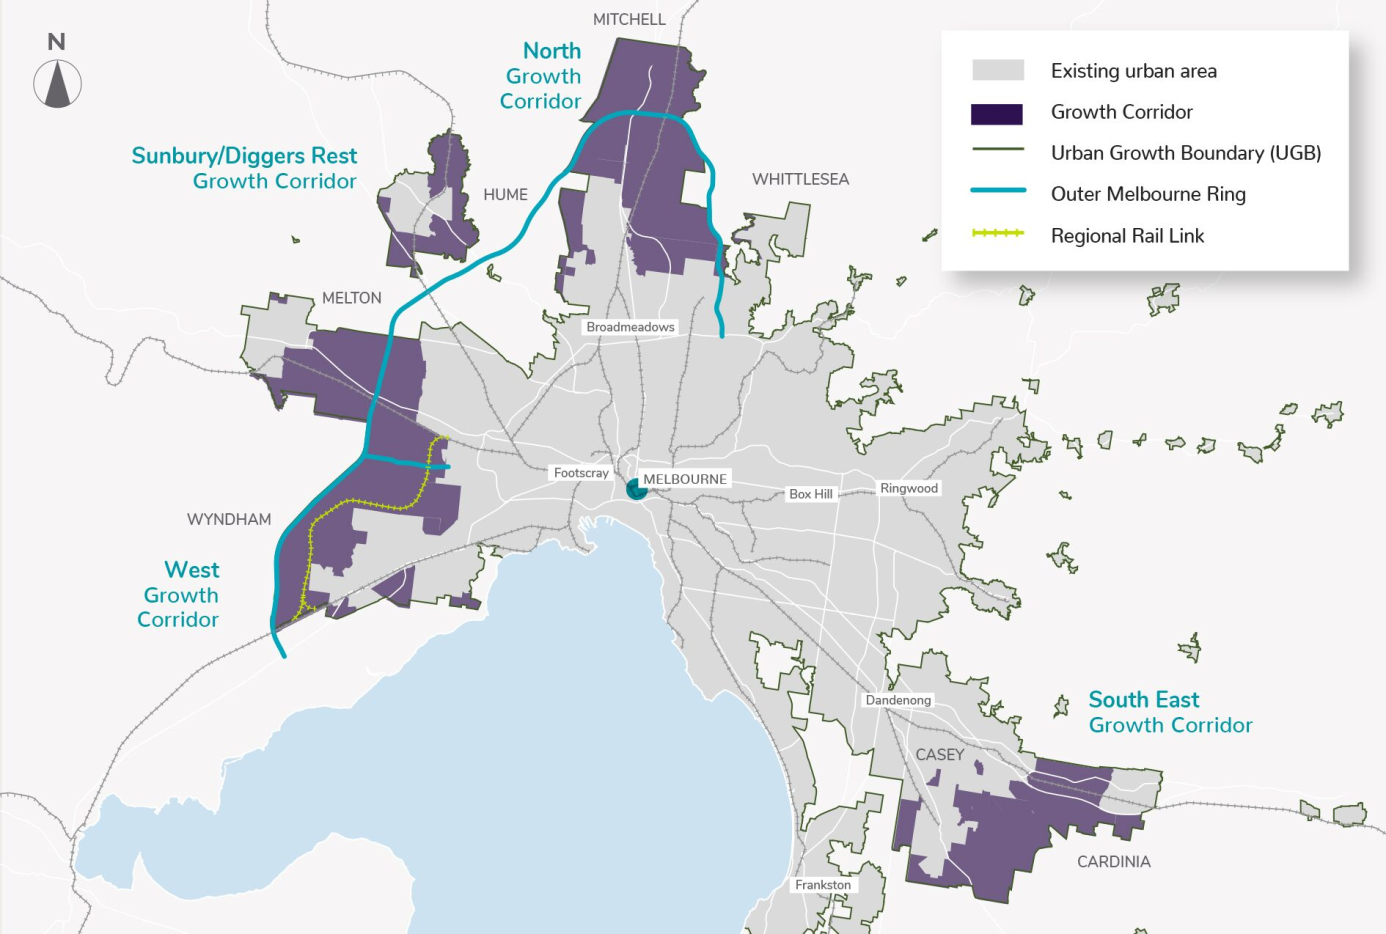 MITCHELL
N
North
Growth
Corridor
Existing urban area
Growth Corridor
Urban Growth Boundary (UGB)
Outer Melbourne Ring
Regional Rail Link
Sunbury/Diggers Rest
Growth Corridor
HUME
WHITTLESEA
MELTON
Broadmeadows
Footscray
MELBOURNE
Box Hill
Ringwood
WYNDHAM
West
Growth
Corridor
Dandenong
South East
Growth Corridor
CASEY
CARDINIA
Frankston